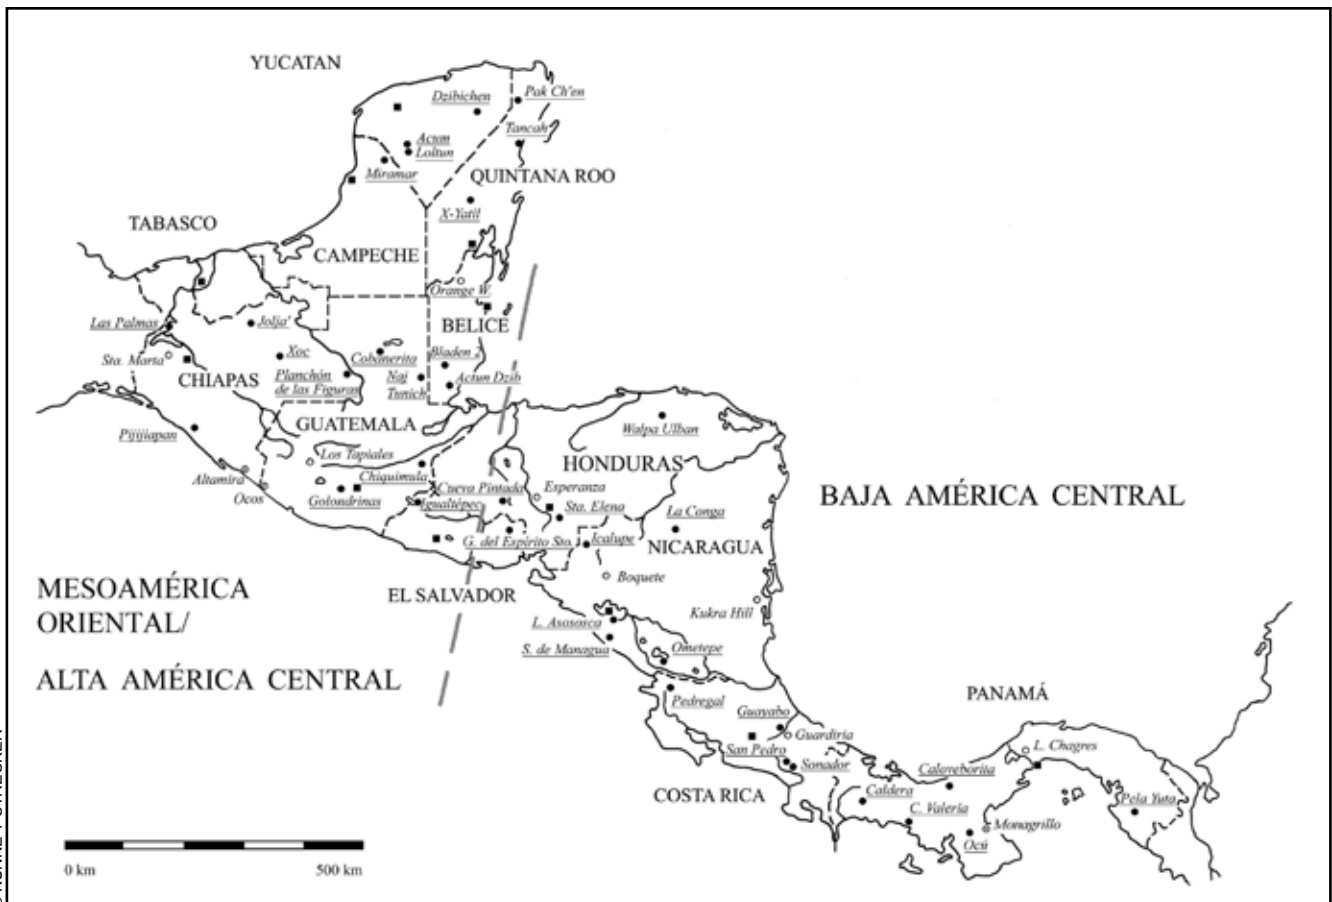 YUCATAN
Dzibichen
Pak Ch'en
Acum
Loltun
Tancah
Miramar
QUINTANA ROO
X-Yatil
TABASCO
CAMPECHE
Orange W.
Las Palmas
Jolja'
BELICE
Sta. Marta
Xoc
Cobanerita
Bladen 2
CHIAPAS
Planchón
de las Figuras
Naj
Tunich
Actun Dzib
GUATEMALA
Pijijiapan
Walpa Ulban
Los Tapiales
HONDURAS
Altamira
Chiquimula
Ocos
Golondrinas
Cueva Pintada
Esperanza
Igualtépec
Sta. Elena
La Conga
BAJA AMÉRICA CENTRAL
G. del Espírito Sto.
Icalupe
NICARAGUA
Boquete
MESOAMÉRICA
ORIENTAL/
ALTA AMÉRICA CENTRAL
EL SALVADOR
Kukra Hill
L. Asososca
S. de Managua
Ometepe
Pedregal
PANAMÁ
Guayabo
Guardiria
San Pedro
Sonador
L. Chagres
COSTA RICA
Caldera
Caloveborita
C. Valeria
Peña Yuta
Monagrillo
Ocú
0 km
500 km